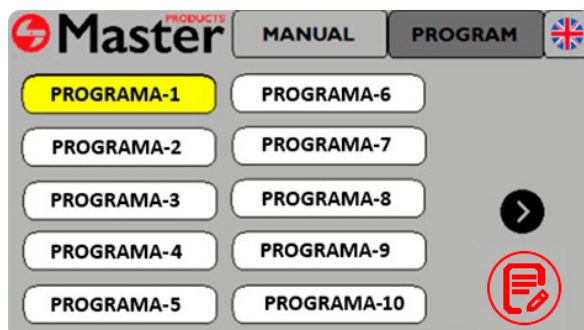 Master PRODUCTS MANUAL PROGRAM
PROGRAMA-1 PROGRAMA-6
PROGRAMA-2 PROGRAMA-7
PROGRAMA-3 PROGRAMA-8
PROGRAMA-4 PROGRAMA-9
PROGRAMA-5 PROGRAMA-10